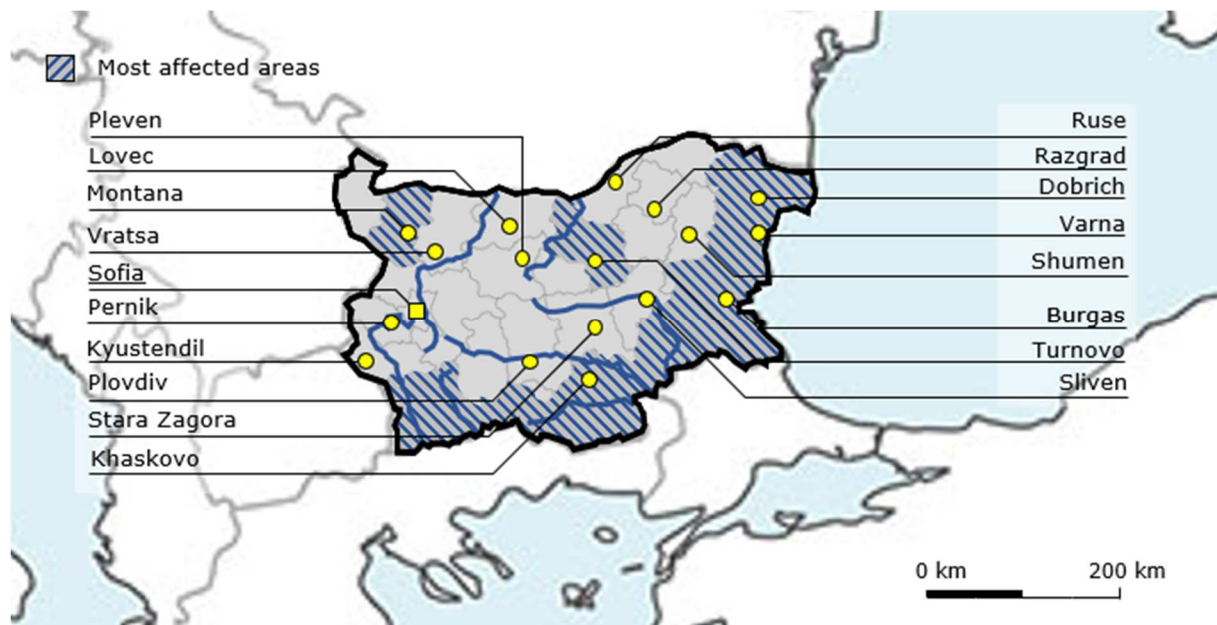 Most affected areas
Pleven
Lovec
Montana
Vratsa
Sofia
Pernik
Kyustendil
Plovdiv
Stara Zagora
Khaskovo
Ruse
Razgrad
Dobrich
Varna
Shumen
Burgas
Turnovo
Sliven
0 km
200 km